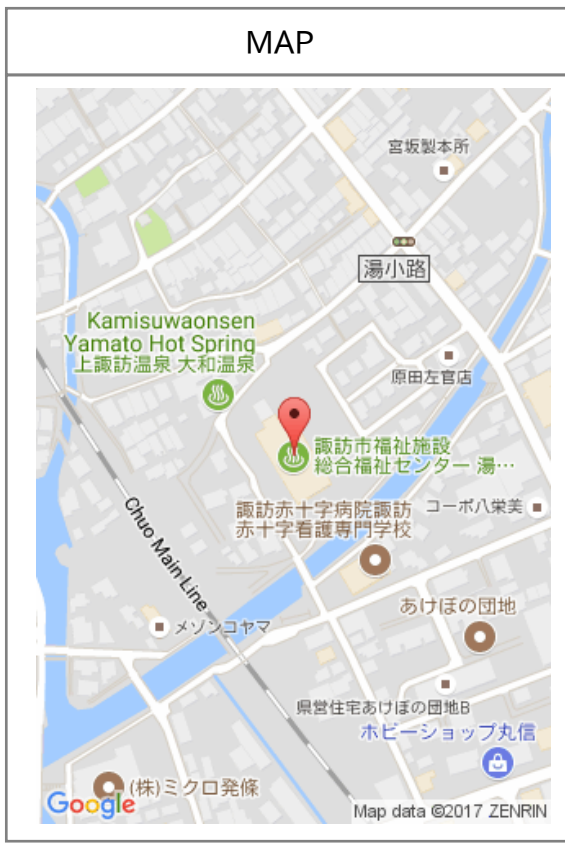 MAP
宮坂製本所
湯小路
Kamisuwaonsen
Yamato Hot Spring
上諏訪温泉 大和温泉
原田左官店
諏訪市福祉施設
総合福祉センター 湯…
コーポ八栄美
諏訪赤十字病院諏訪
赤十字看護専門学校
Chuo Main Line
あけぼの団地
メゾンコヤマ
県営住宅あけぼの団地B
ホビーショップ丸信
(株)ミクロ発條
Google
Map data ©2017 ZENRIN